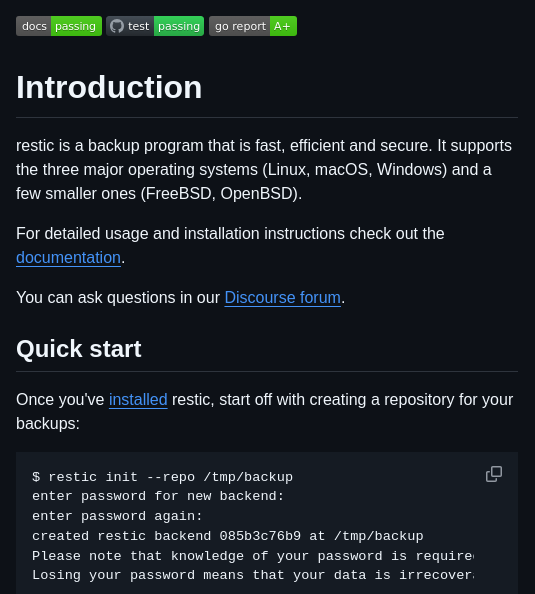 docs passing test passing go report A+
Introduction
restic is a backup program that is fast, efficient and secure. It supports
the three major operating systems (Linux, macOS, Windows) and a
few smaller ones (FreeBSD, OpenBSD).
For detailed usage and installation instructions check out the
documentation.
You can ask questions in our Discourse forum.
Quick start
Once you've installed restic, start off with creating a repository for your
backups:
$ restic init --repo /tmp/backup
enter password for new backend:
enter password again:
created restic backend 085b3c76b9 at /tmp/backup
Please note that knowledge of your password is
Losing your password means that your data is